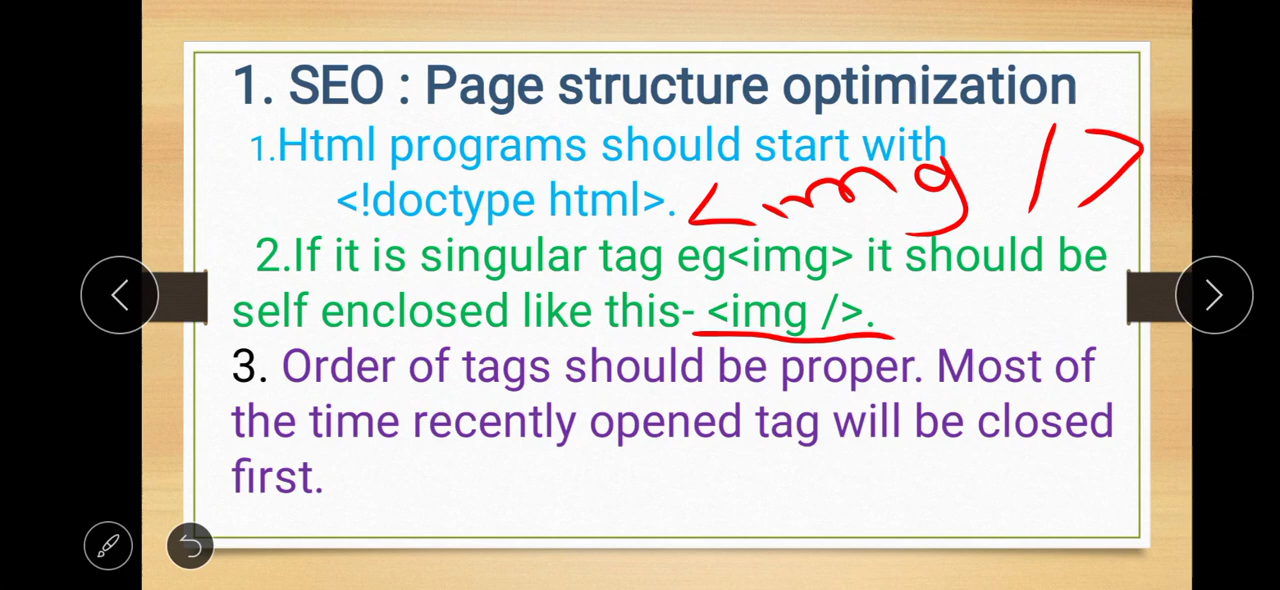 1. SEO : Page structure optimization
1.Html programs should start with
<!doctype html>. <img />
2.If it is singular tag eg<img> it should be
self enclosed like this- <img />.
3. Order of tags should be proper. Most of
the time recently opened tag will be closed
first.